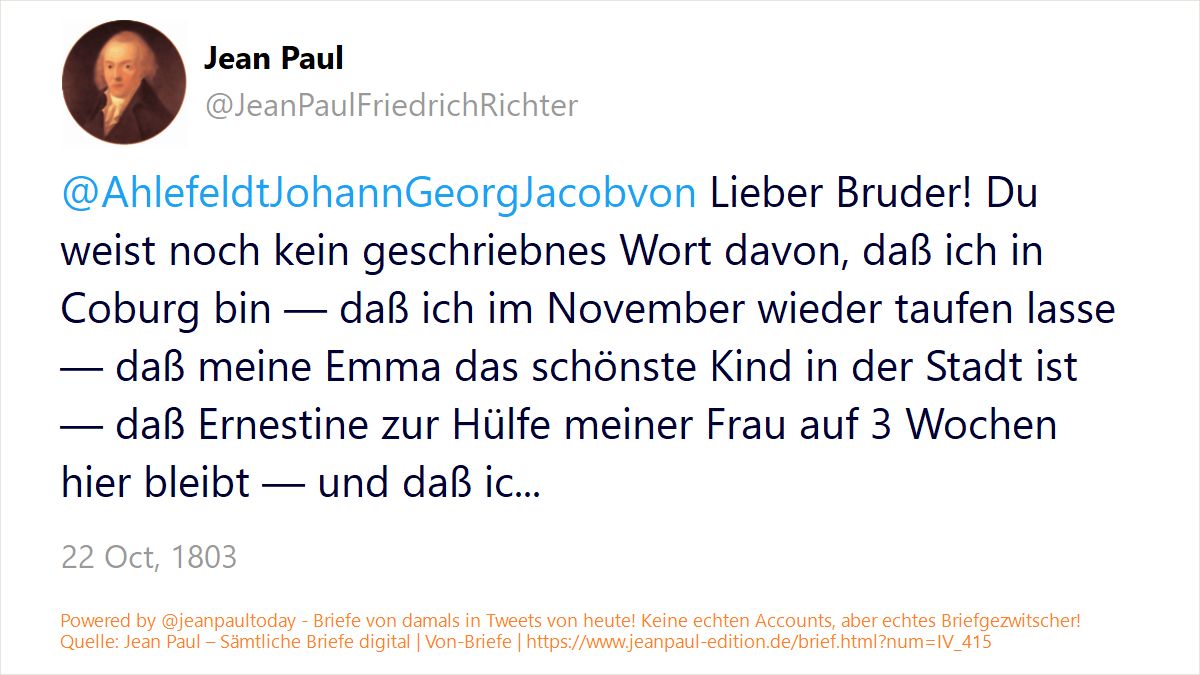 Jean Paul
@JeanPaulFriedrichRichter
@AhlefeldtJohannGeorgJacobvon Lieber Bruder! Du
weist noch kein geschriebnes Wort davon, daß ich in
Coburg bin — daß ich im November wieder taufen lasse
— daß meine Emma das schönste Kind in der Stadt ist
— daß Ernestine zur Hülfe meiner Frau auf 3 Wochen
hier bleibt — und daß ic...
22 Oct, 1803
Powered by @jeanpaultoday - Briefe von damals in Tweets von heute! Keine echten Accounts, aber echtes Briefgezwitscher!
Quelle: Jean Paul – Sämtliche Briefe digital | Von-Briefe | https://www.jeanpaul-edition.de/brief.html?num=IV_415